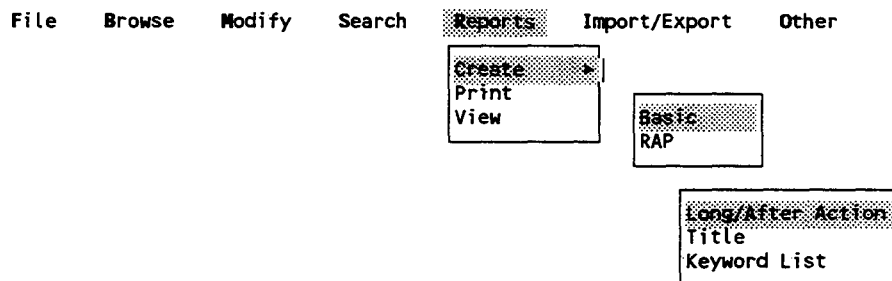 File Browse Modify Search Reports Import/Export Other
Create ►
Print
View
Basic
RAP
Long/After Action
Title
Keyword List